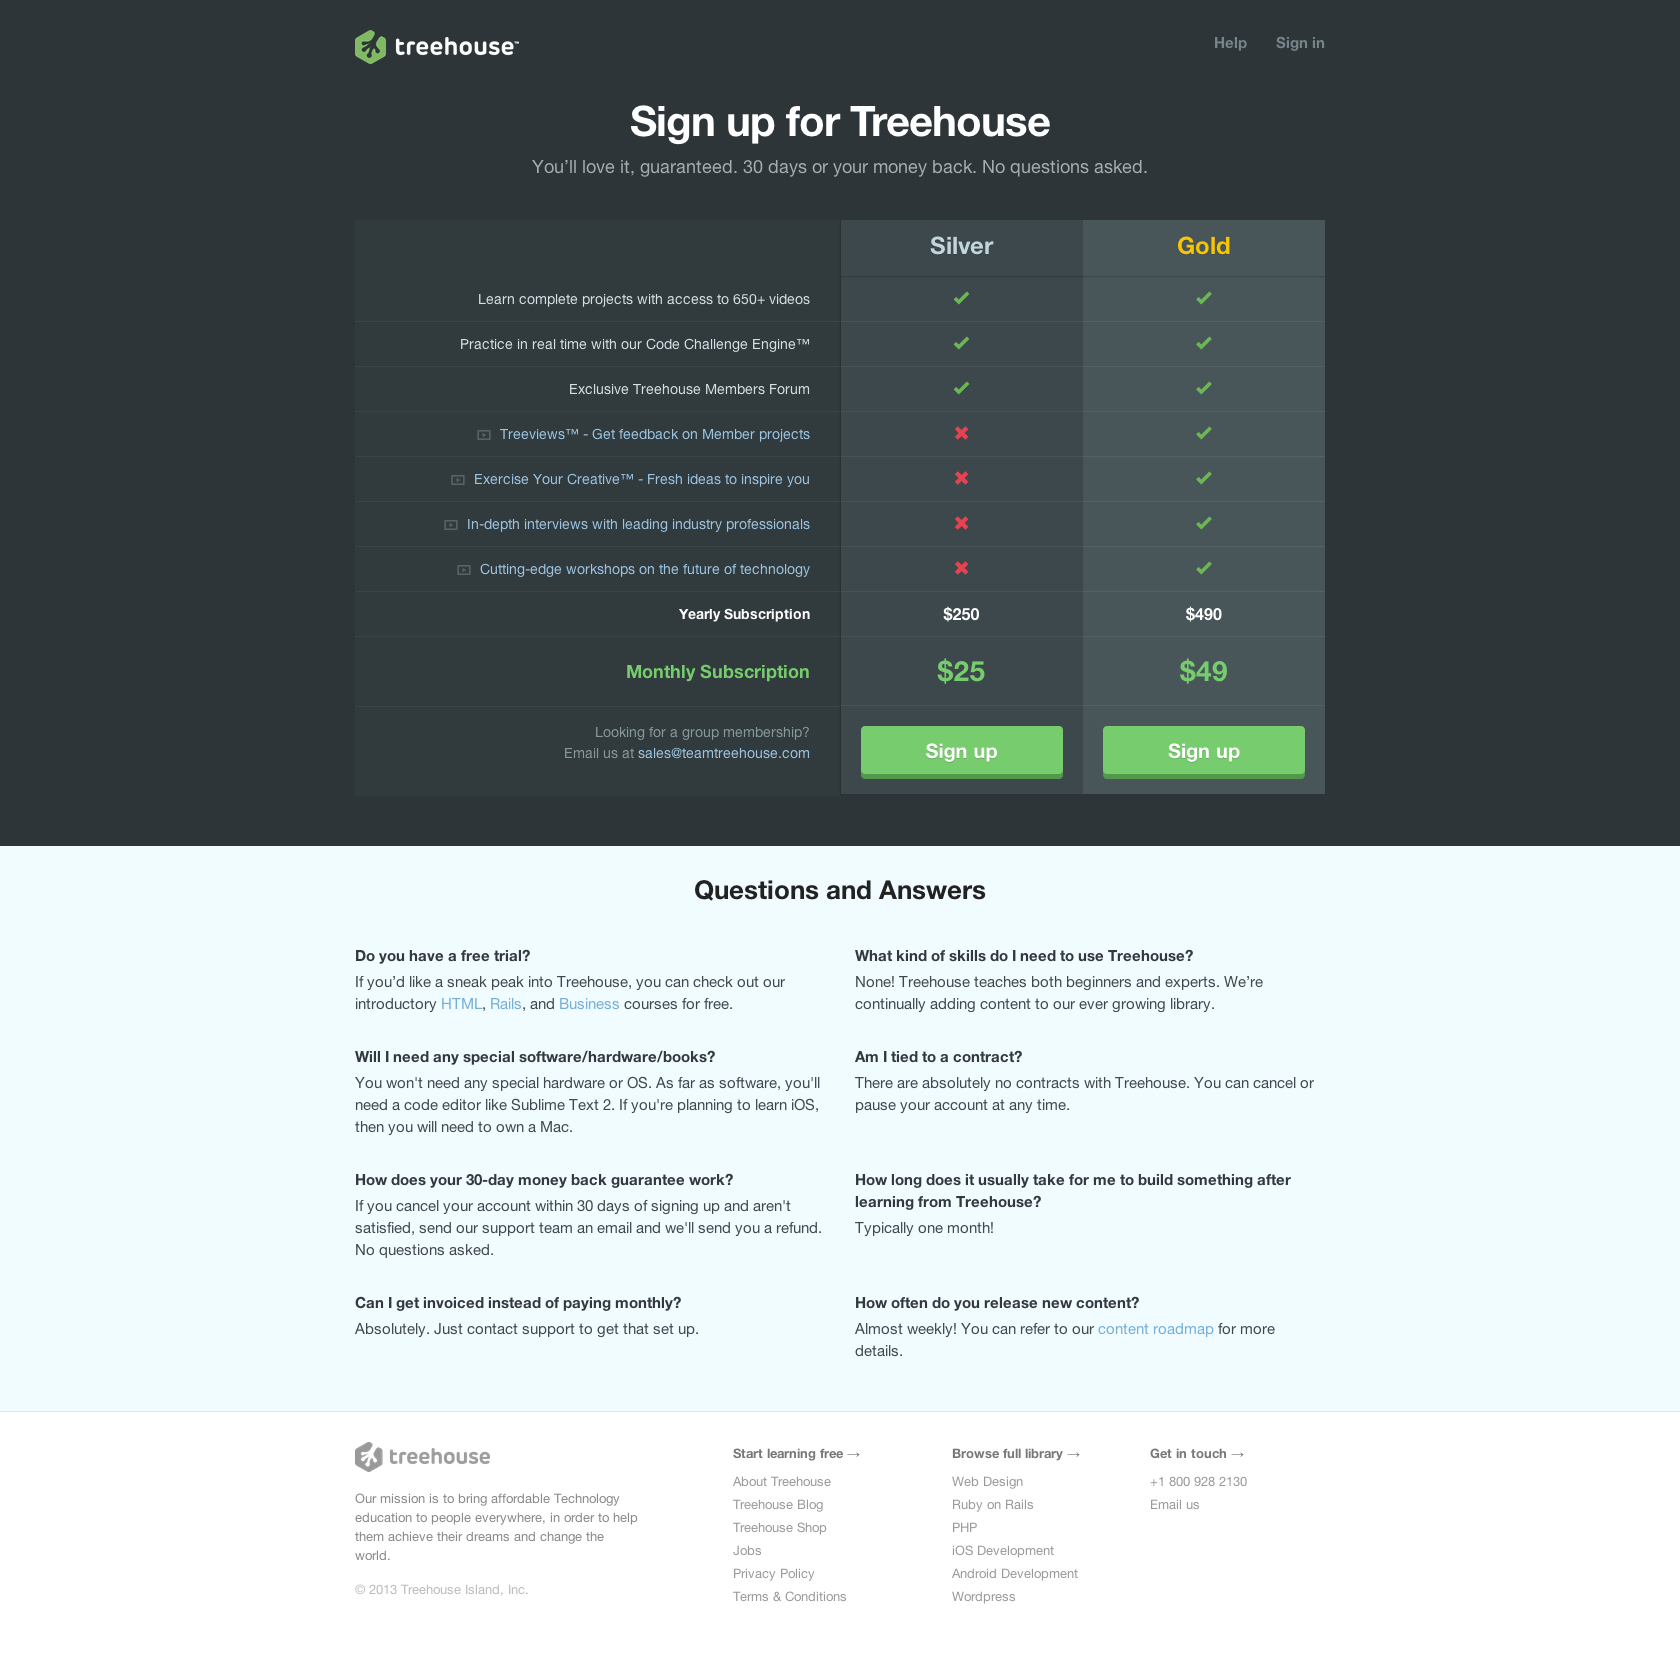 treehouse™
Help
Sign in
Sign up for Treehouse
You’ll love it, guaranteed. 30 days or your money back. No questions asked.
Silver
Gold
Learn complete projects with access to 650+ videos
Practice in real time with our Code Challenge Engine™
Exclusive Treehouse Members Forum
Treeviews™ - Get feedback on Member projects
Exercise Your Creative™ - Fresh ideas to inspire you
In-depth interviews with leading industry professionals
Cutting-edge workshops on the future of technology
Yearly Subscription
$250
$490
Monthly Subscription
$25
$49
Looking for a group membership?
Email us at sales@teamtreehouse.com
Sign up
Sign up
Questions and Answers
Do you have a free trial?
If you’d like a sneak peak into Treehouse, you can check out our
introductory HTML, Rails, and Business courses for free.
What kind of skills do I need to use Treehouse?
None! Treehouse teaches both beginners and experts. We’re
continually adding content to our ever growing library.
Will I need any special software/hardware/books?
You won't need any special hardware or OS. As far as software, you'll
need a code editor like Sublime Text 2. If you're planning to learn iOS,
then you will need to own a Mac.
Am I tied to a contract?
There are absolutely no contracts with Treehouse. You can cancel or
pause your account at any time.
How does your 30-day money back guarantee work?
If you cancel your account within 30 days of signing up and aren't
satisfied, send our support team an email and we'll send you a refund.
No questions asked.
How long does it usually take for me to build something after
learning from Treehouse?
Typically one month!
Can I get invoiced instead of paying monthly?
Absolutely. Just contact support to get that set up.
How often do you release new content?
Almost weekly! You can refer to our content roadmap for more
details.
treehouse
Our mission is to bring affordable Technology
education to people everywhere, in order to help
them achieve their dreams and change the
world.
© 2013 Treehouse Island, Inc.
Start learning free →
About Treehouse
Treehouse Blog
Treehouse Shop
Jobs
Privacy Policy
Terms & Conditions
Browse full library →
Web Design
Ruby on Rails
PHP
iOS Development
Android Development
Wordpress
Get in touch →
+1 800 928 2130
Email us